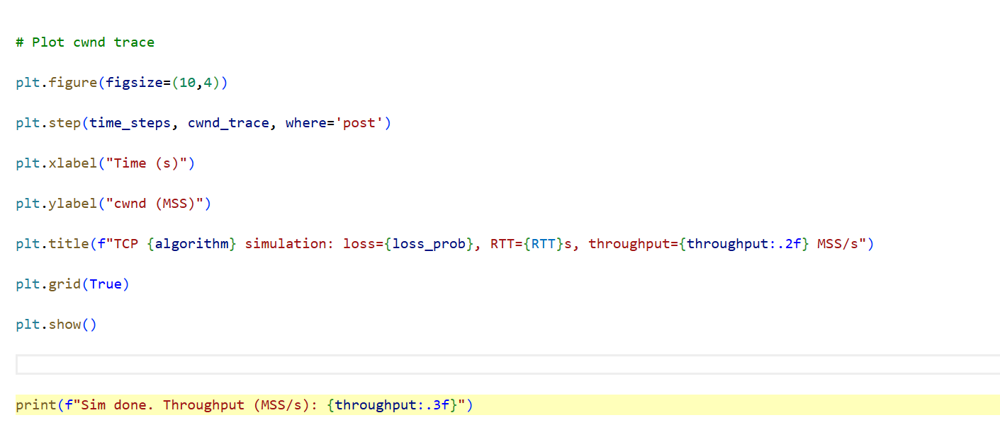 # Plot cwnd trace
plt.figure(figsize=(10,4))
plt.step(time_steps, cwnd_trace, where='post')
plt.xlabel("Time (s)")
plt.ylabel("cwnd (MSS)")
plt.title(f"TCP {algorithm} simulation: loss={loss_prob}, RTT={RTT}s, throughput={throughput:.2f} MSS/s")
plt.grid(True)
plt.show()
print(f"Sim done. Throughput (MSS/s): {throughput:.3f}")